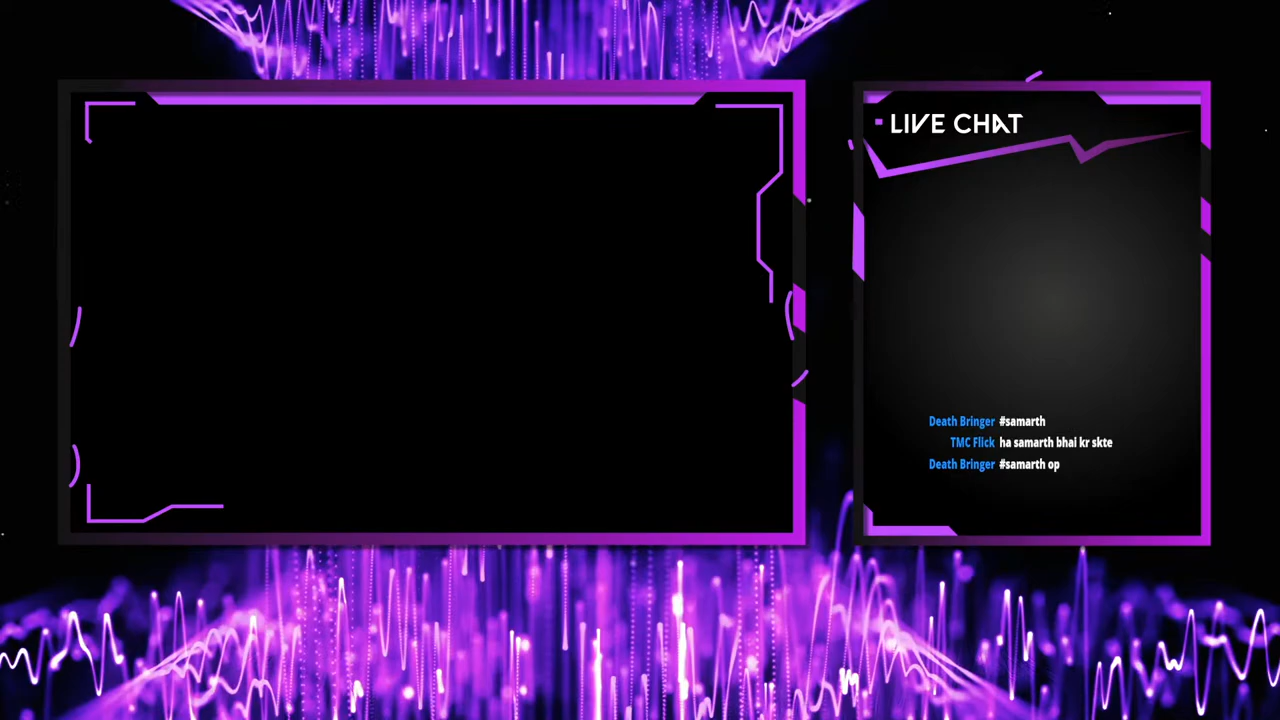 LIVE CHAT
Death Bringer #samarth
TMC Flick ha samarth bhai kr skte
Death Bringer #samarth op